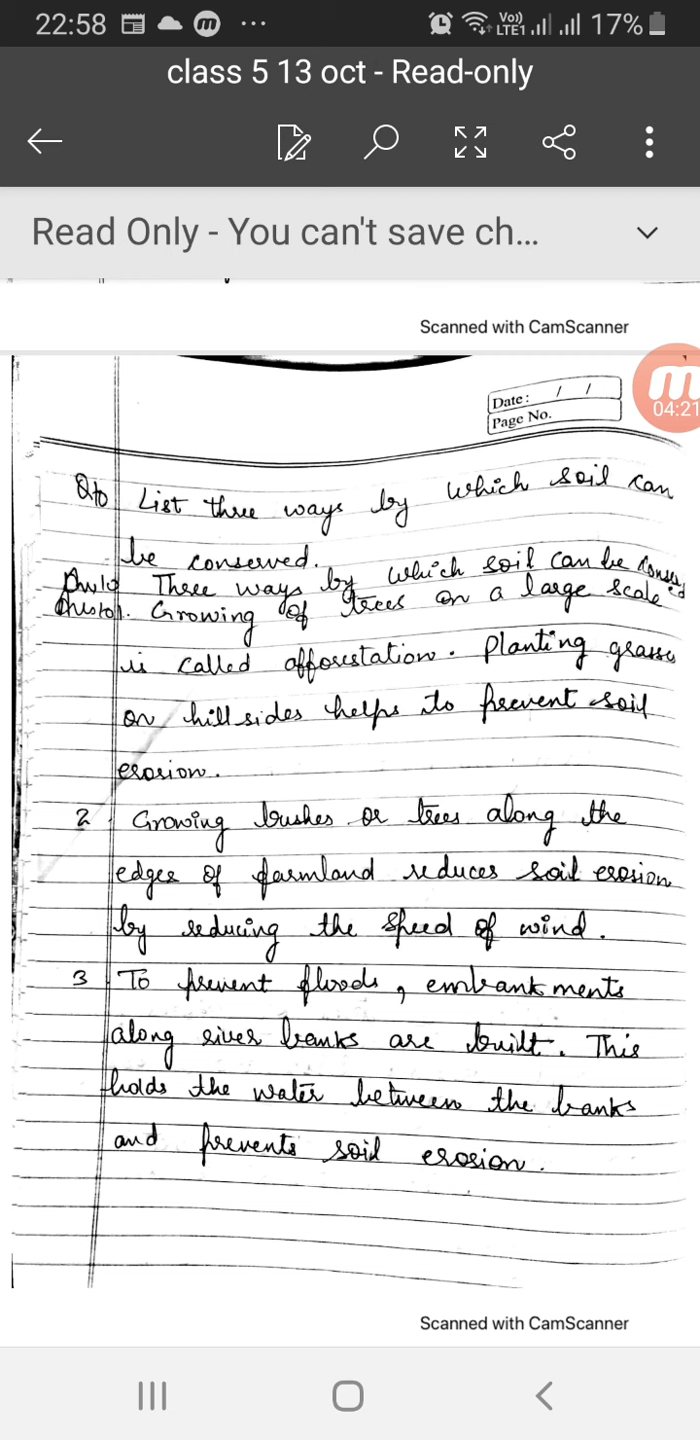 22:58 ... Vo)) LTE1 17%
class 5 13 oct - Read-only
Read Only - You can't save ch...
Scanned with CamScanner
m
04:21
Date: / /
Page No.
Q10 List three ways by which soil can
be conserved.
Three ways by which soil can be conserved
1. Growing of trees on a large scale
is called afforestation. Planting grasses
on hill sides helps to prevent soil
erosion.
2 Growing bushes or trees along the
edges of farmland reduces soil erosion
by reducing the speed of wind.
3 To prevent floods, embankments
along river banks are built. This
holds the water between the banks
and prevents soil erosion.
Scanned with CamScanner